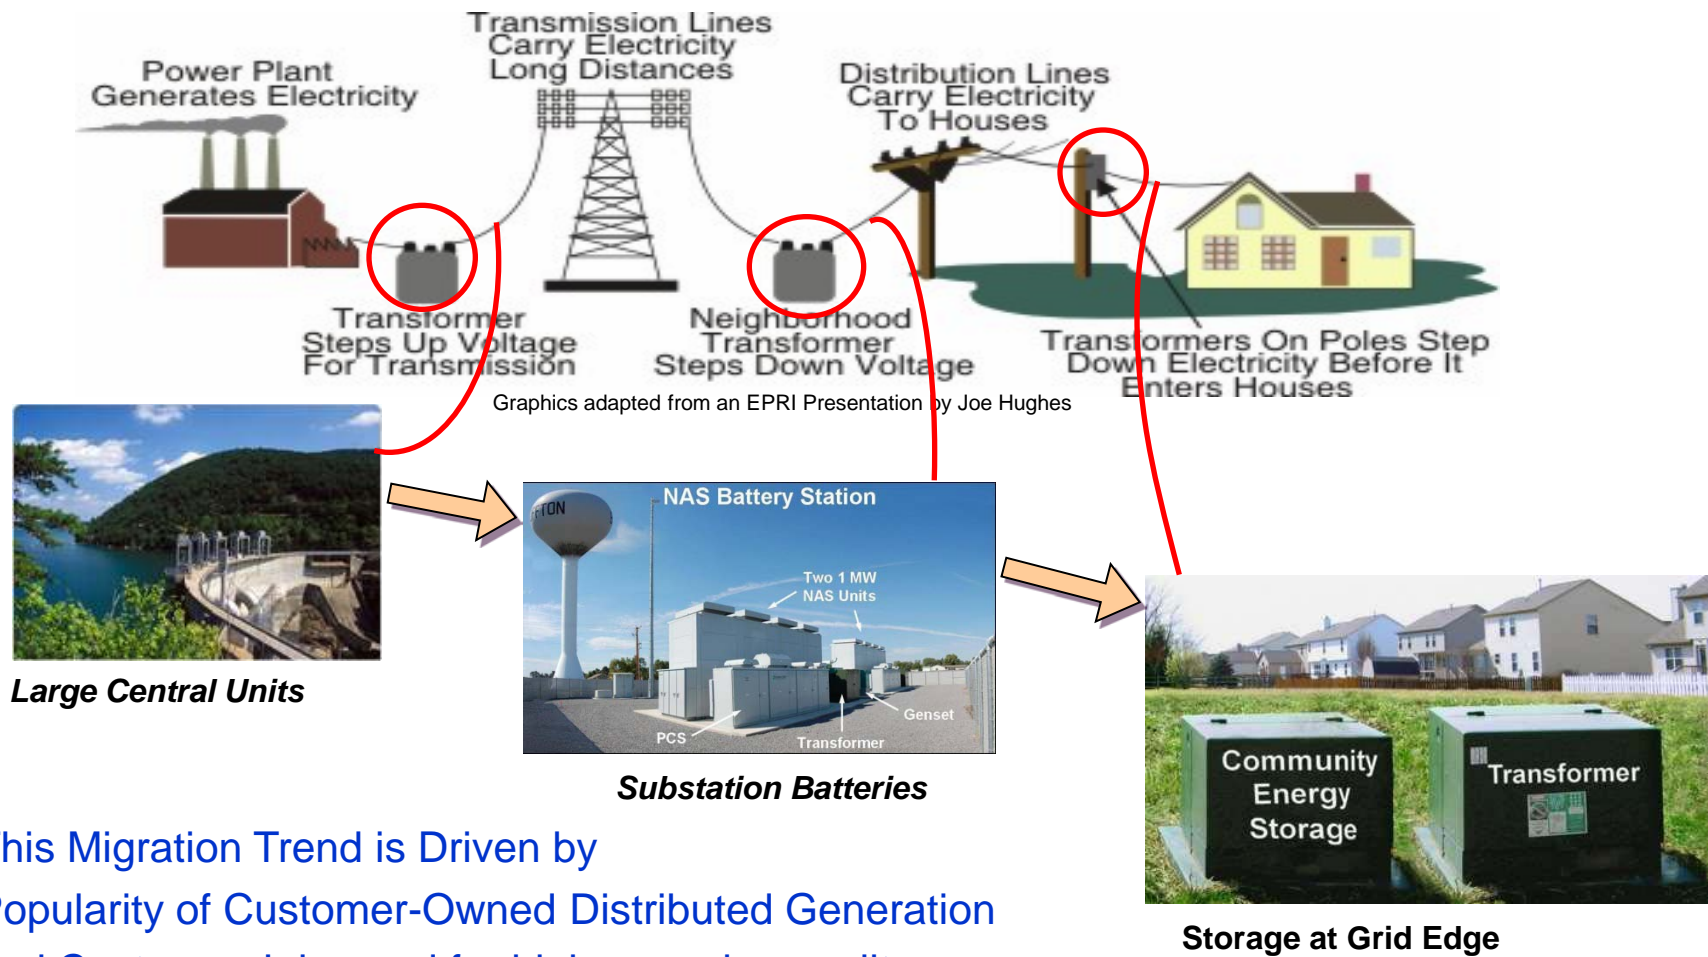 Transmission Lines
Carry Electricity
Long Distances
Power Plant
Generates Electricity
Distribution Lines
Carry Electricity
To Houses
Transformer
Steps Up Voltage
For Transmission
Neighborhood
Transformer
Steps Down Voltage
Transformers On Poles Step
Down Electricity Before It
Enters Houses
Graphics adapted from an EPRI Presentation by Joe Hughes
NAS Battery Station
FTON
Two 1 MW
NAS Units
Genset
PCS
Transformer
Large Central Units
Substation Batteries
Community
Energy
Storage
Transformer
Storage at Grid Edge
his Migration Trend is Driven by
opularity of Customer-Owned Distributed Generation